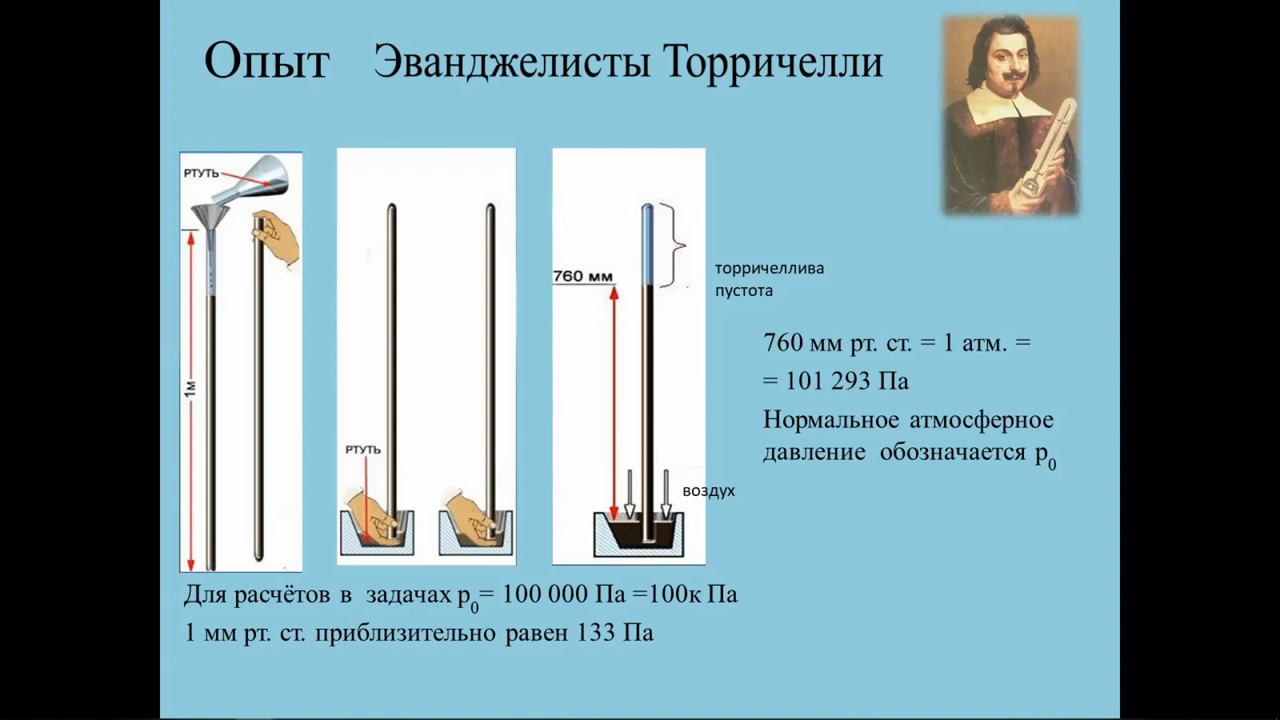 Опыт Эванджелисты Торричелли
РТУТЬ
1м
РТУТЬ
760 мм
торричеллива
пустота
воздух
760 мм рт. ст. = 1 атм. =
= 101 293 Па
Нормальное атмосферное
давление обозначается p₀
Для расчётов в задачах p₀= 100 000 Па =100к Па
1 мм рт. ст. приблизительно равен 133 Па